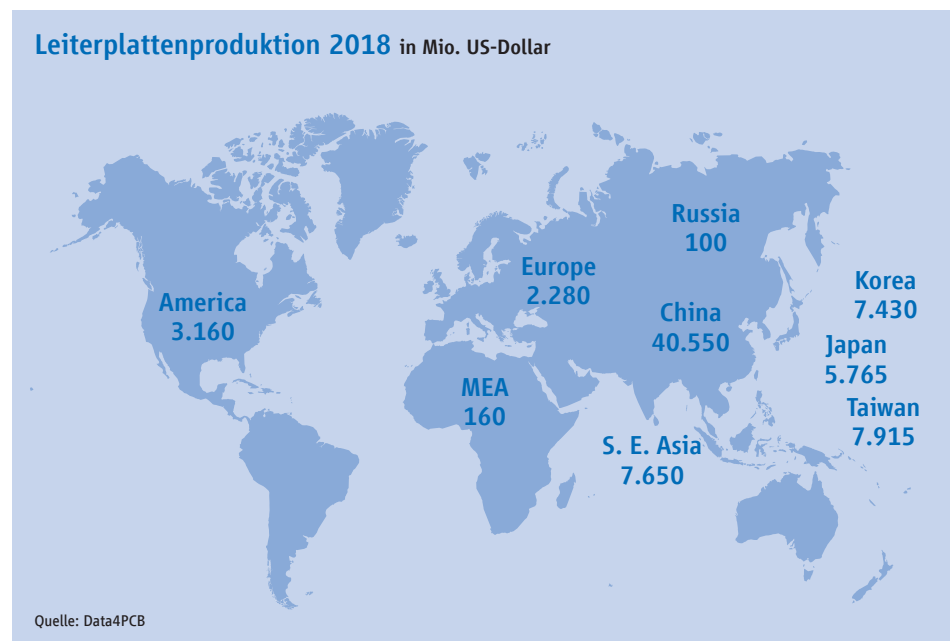 Leiterplattenproduktion 2018 in Mio. US-Dollar
Russia
100
Europe
2.280
Korea
7.430
America
3.160
China
40.550
Japan
5.765
MEA
160
Taiwan
7.915
S. E. Asia
7.650
Quelle: Data4PCB